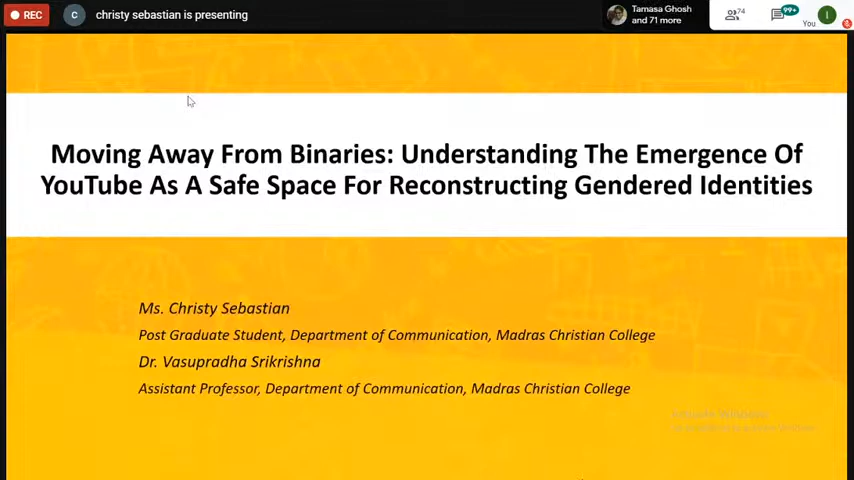 REC
C
christy sebastian is presenting
Tamasa Ghosh
and 71 more
74
99+
You
I
Moving Away From Binaries: Understanding The Emergence Of
YouTube As A Safe Space For Reconstructing Gendered Identities
Ms. Christy Sebastian
Post Graduate Student, Department of Communication, Madras Christian College
Dr. Vasupradha Srikrishna
Assistant Professor, Department of Communication, Madras Christian College
Activate Windows